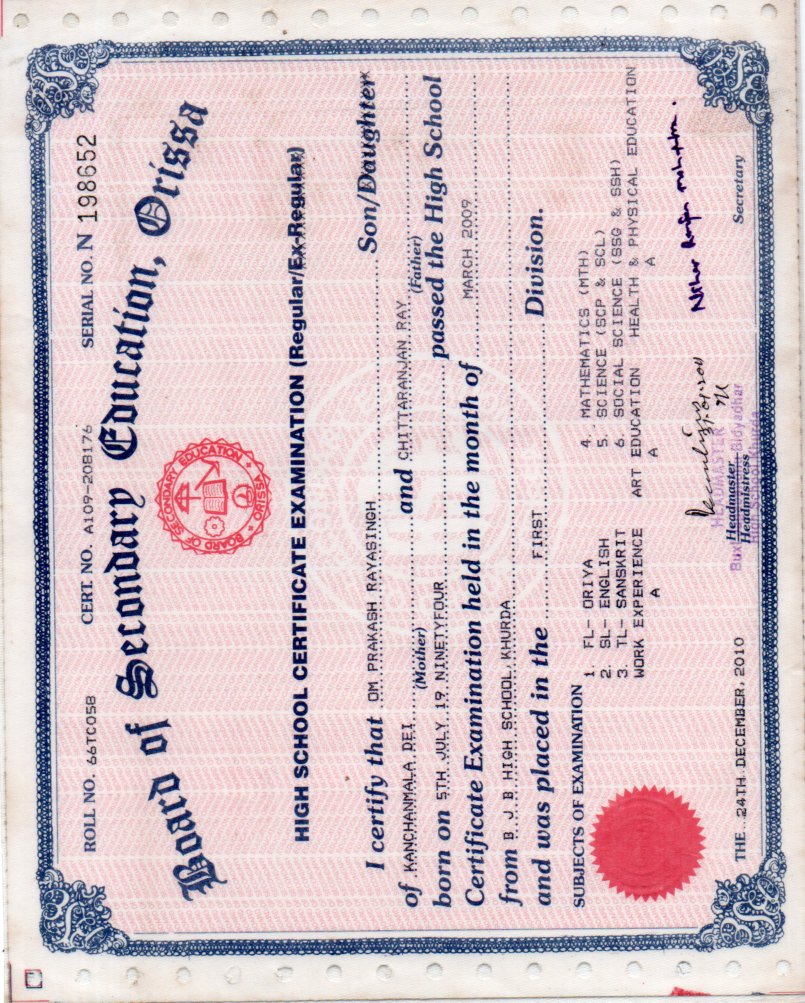 ROLL NO. 66TC058 CERT. NO. A109-208176 SERIAL NO. N 198652
Board of Secondary Education, Orissa
BOARD OF SECONDARY EDUCATION
ORISSA
HIGH SCHOOL CERTIFICATE EXAMINATION (Regular/Ex-Regular)
I certify that OM PRAKASH RAYASINGH Son/Daughter
of KANCHANMALA DEI and CHITTARANJAN RAY
(Mother) (Father)
born on 5TH JULY 19 NINETYFOUR passed the High School
Certificate Examination held in the month of MARCH 2009
from B J B HIGH SCHOOL, KHURDA
and was placed in the FIRST Division.
SUBJECTS OF EXAMINATION
1. FL- ORIYA 4. MATHEMATICS (MTH)
2. SL- ENGLISH 5. SCIENCE (SCP & SCL)
3. TL- SANSKRIT 6. SOCIAL SCIENCE (SSG & SSH)
WORK EXPERIENCE ART EDUCATION HEALTH & PHYSICAL EDUCATION
A A A
HEADMASTER
Headmaster
Bidyadhar
Headmistress
High School, Khurda
THE 24TH DECEMBER, 2010 Secretary